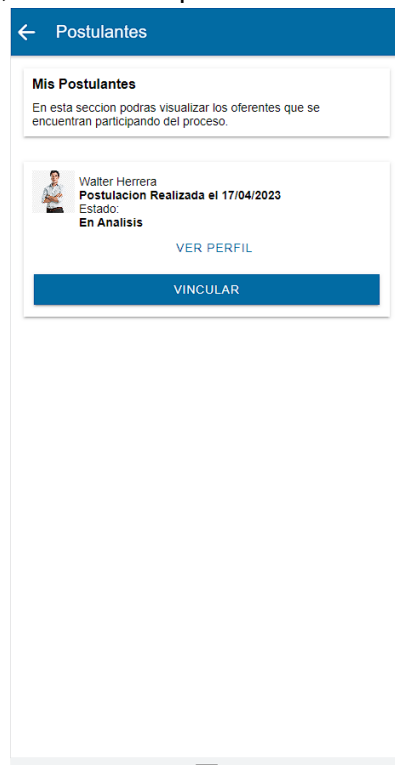 Postulantes
Mis Postulantes
En esta seccion podras visualizar los oferentes que se
encuentran participando del proceso.
Walter Herrera
Postulacion Realizada el 17/04/2023
Estado:
En Analisis
VER PERFIL
VINCULAR